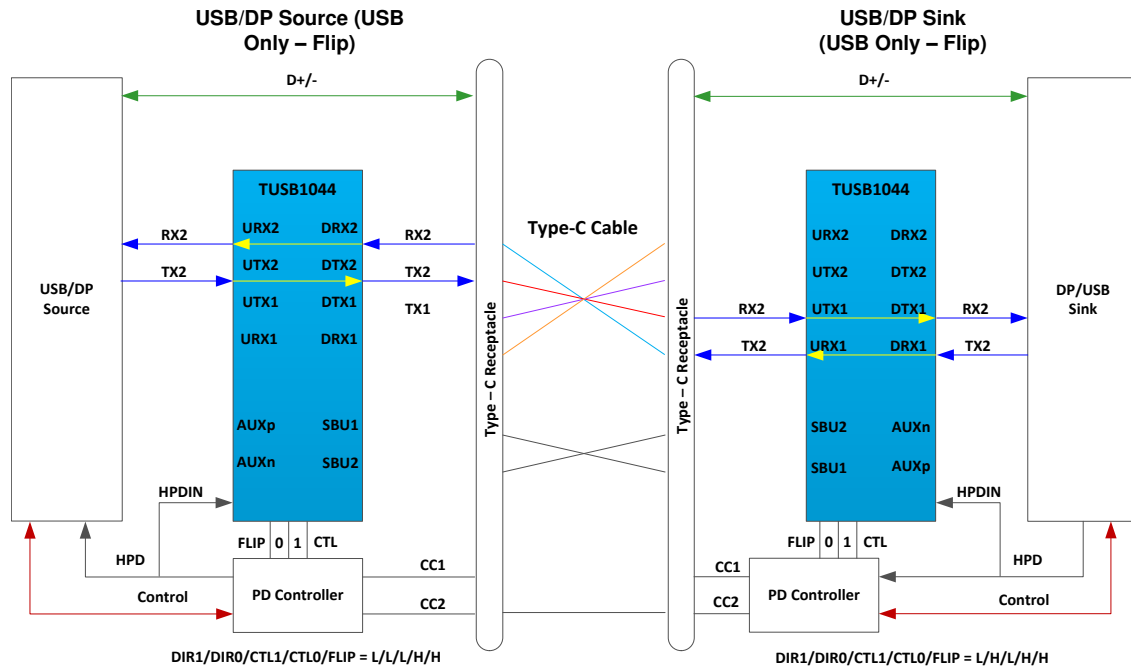 USB/DP Source (USB
Only – Flip)
USB/DP Sink
(USB Only – Flip)
D+/-
D+/-
TUSB1044
TUSB1044
Type-C Cable
RX2
URX2
DRX2
RX2
TX2
UTX2
DTX2
TX2
UTX1
DTX1
TX1
URX1
DRX1
USB/DP
Source
AUXp
SBU1
AUXn
SBU2
HPDIN
FLIP
0
1
CTL
HPD
Control
PD Controller
CC1
CC2
Type – C Receptacle
Type – C Receptacle
URX2
DRX2
UTX2
DTX2
RX2
UTX1
DTX1
RX2
TX2
URX1
DRX1
TX2
DP/USB
Sink
SBU2
AUXn
SBU1
AUXp
HPDIN
FLIP
0
1
CTL
HPD
CC1
CC2
PD Controller
Control
DIR1/DIR0/CTL1/CTL0/FLIP = L/L/L/H/H
DIR1/DIR0/CTL1/CTL0/FLIP = L/H/L/H/H